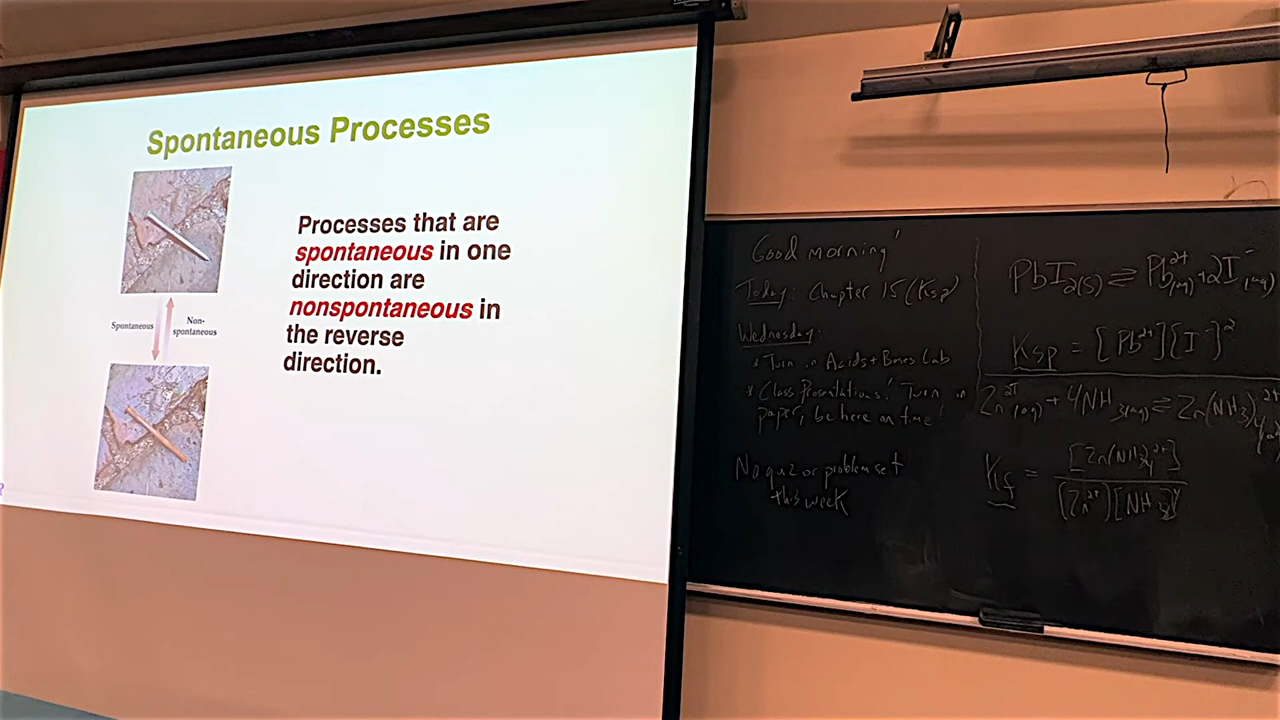 Spontaneous Processes
Processes that are
spontaneous in one
direction are
nonspontaneous in
the reverse
direction.
Spontaneous
Non-
spontaneous
Good morning!
Today: Chapter 15 (Ksp)
Wednesday:
* Turn in Acids + Bases Lab
* Class Presentations! Turn in
paper, be here on time!
No quiz or problem set
this week
PbI2(s) ⇌ Pb2+(aq) + 2I-(aq)
Ksp = [Pb2+][I-]2
Zn2+(aq) + 4NH3(aq) ⇌ Zn(NH3)42+(aq)
Kf = [Zn(NH3)42+]
[Zn2+][NH3]4